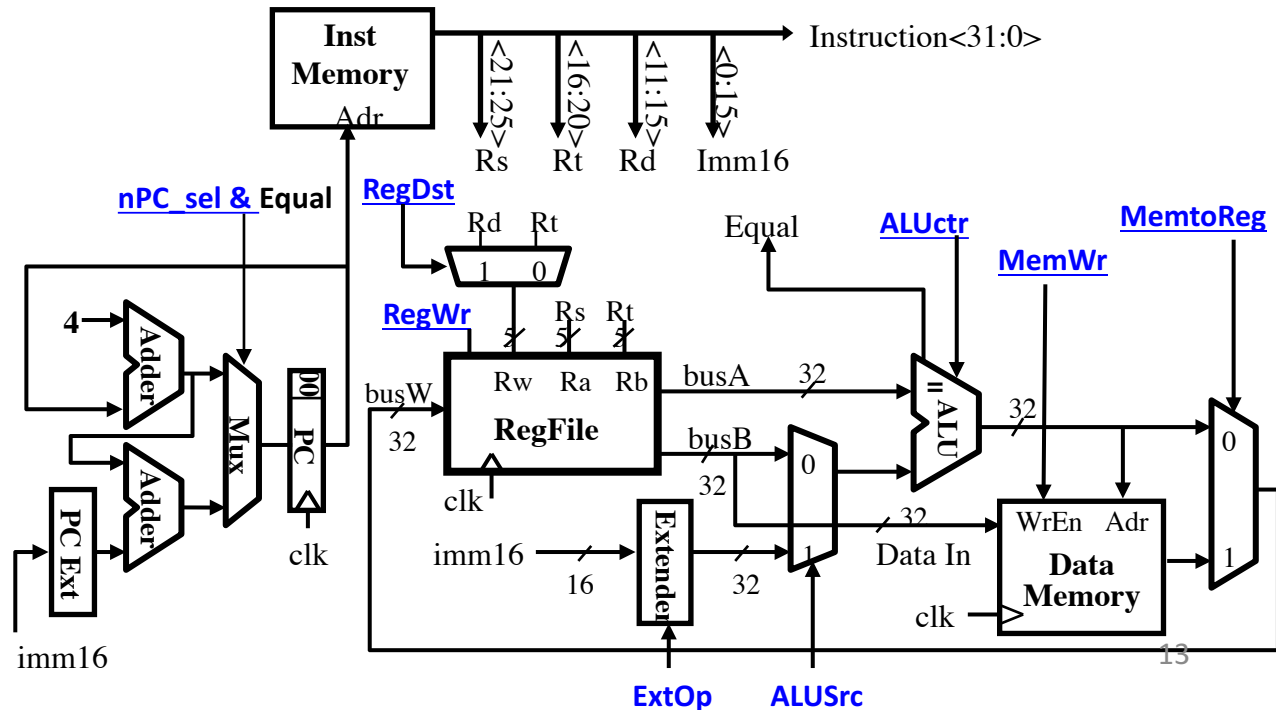 Inst
Memory
Adr
Instruction<31:0>
<21:25>
<16:20>
<11:15>
<0:15>
Rs
Rt
Rd
Imm16
nPC_sel & Equal
RegDst
Rd
Rt
1
0
Equal
ALUctr
MemtoReg
MemWr
RegWr
Rs
Rt
5
5
5
4
Adder
Mux
00
PC
busW
32
Rw
Ra
Rb
RegFile
clk
busA
32
busB
32
0
1
=
ALU
32
0
1
Adder
PC Ext
imm16
clk
imm16
16
Extender
32
32
Data In
WrEn
Adr
Data
Memory
clk
13
ExtOp
ALUSrc